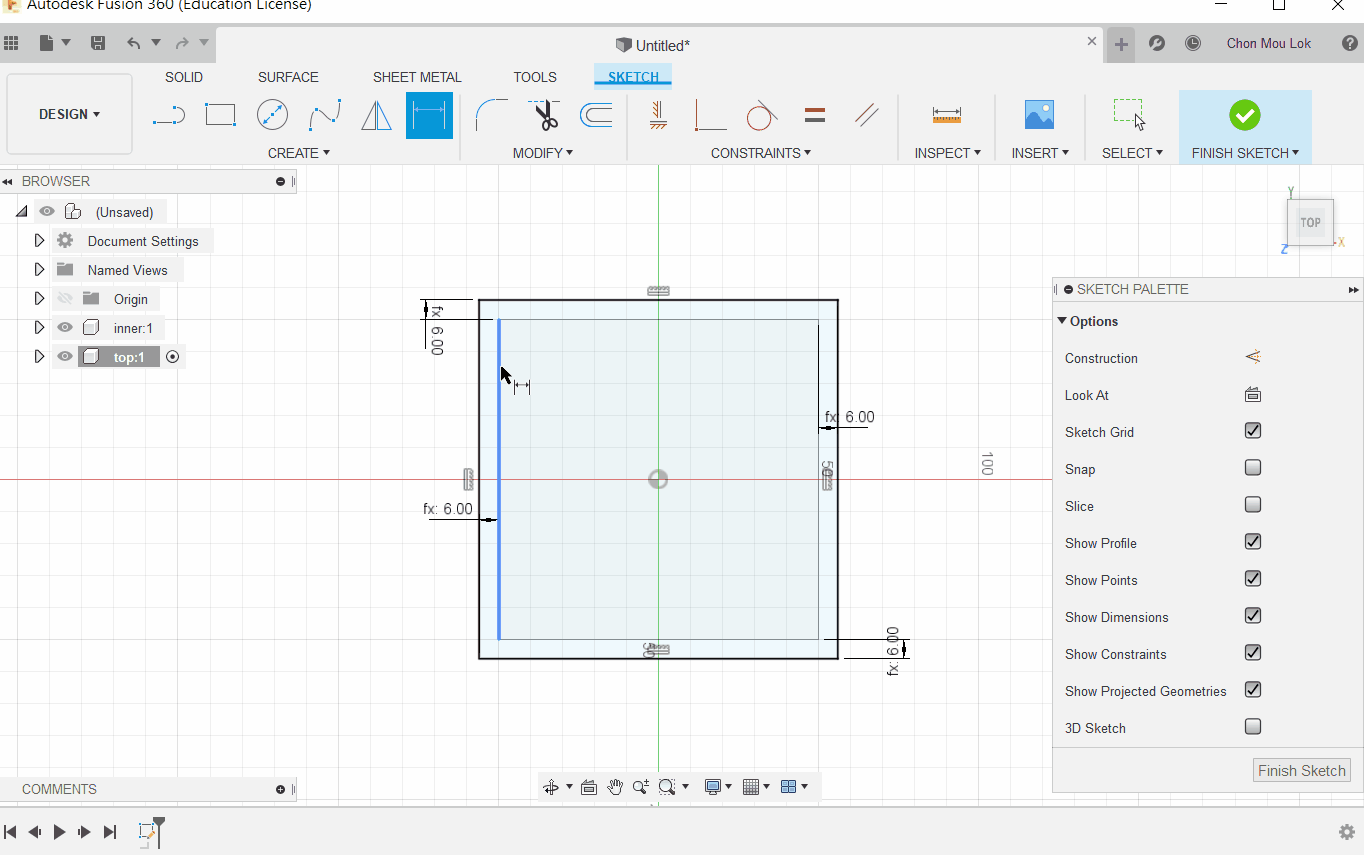 Autodesk Fusion 360 (Education License)
Untitled*
Chon Mou Lok
DESIGN
SOLID
SURFACE
SHEET METAL
TOOLS
SKETCH
CREATE
MODIFY
CONSTRAINTS
INSPECT
INSERT
SELECT
FINISH SKETCH
BROWSER
(Unsaved)
Document Settings
Named Views
Origin
inner:1
top:1
Y
TOP
X
Z
fx: 6.00
fx: 6.00
50
100
fx: 6.00
50
fx: 6.00
SKETCH PALETTE
Options
Construction
Look At
Sketch Grid
Snap
Slice
Show Profile
Show Points
Show Dimensions
Show Constraints
Show Projected Geometries
3D Sketch
Finish Sketch
COMMENTS